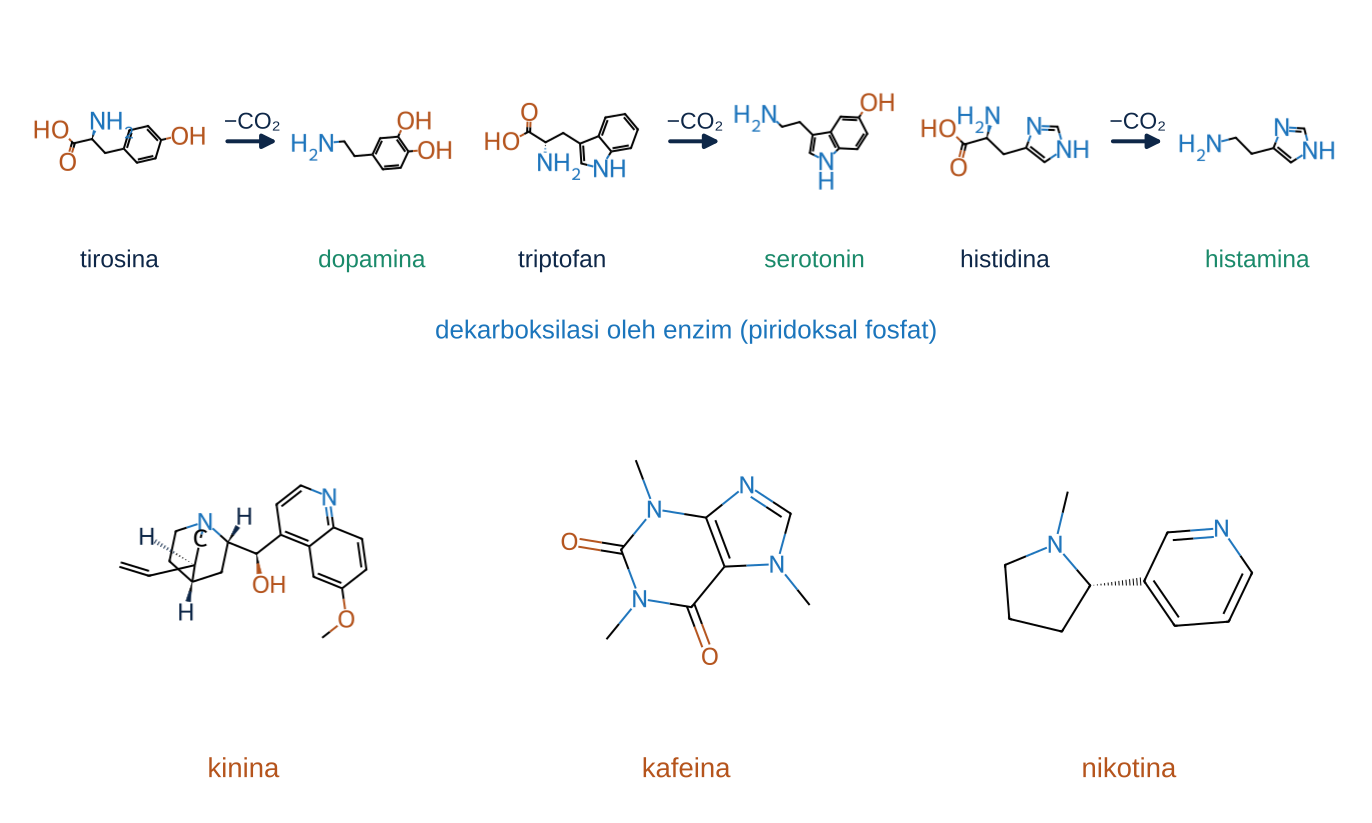 HO O NH2 OH −CO₂ H2N OH OH O HO NH2 NH −CO₂ H2N OH N H HO O H2N N NH −CO₂ H2N N NH
tirosina dopamina triptofan serotonin histidina histamina
dekarboksilasi oleh enzim (piridoksal fosfat)
H N C H H OH N O O N N N N O N N
kinina kafeina nikotina